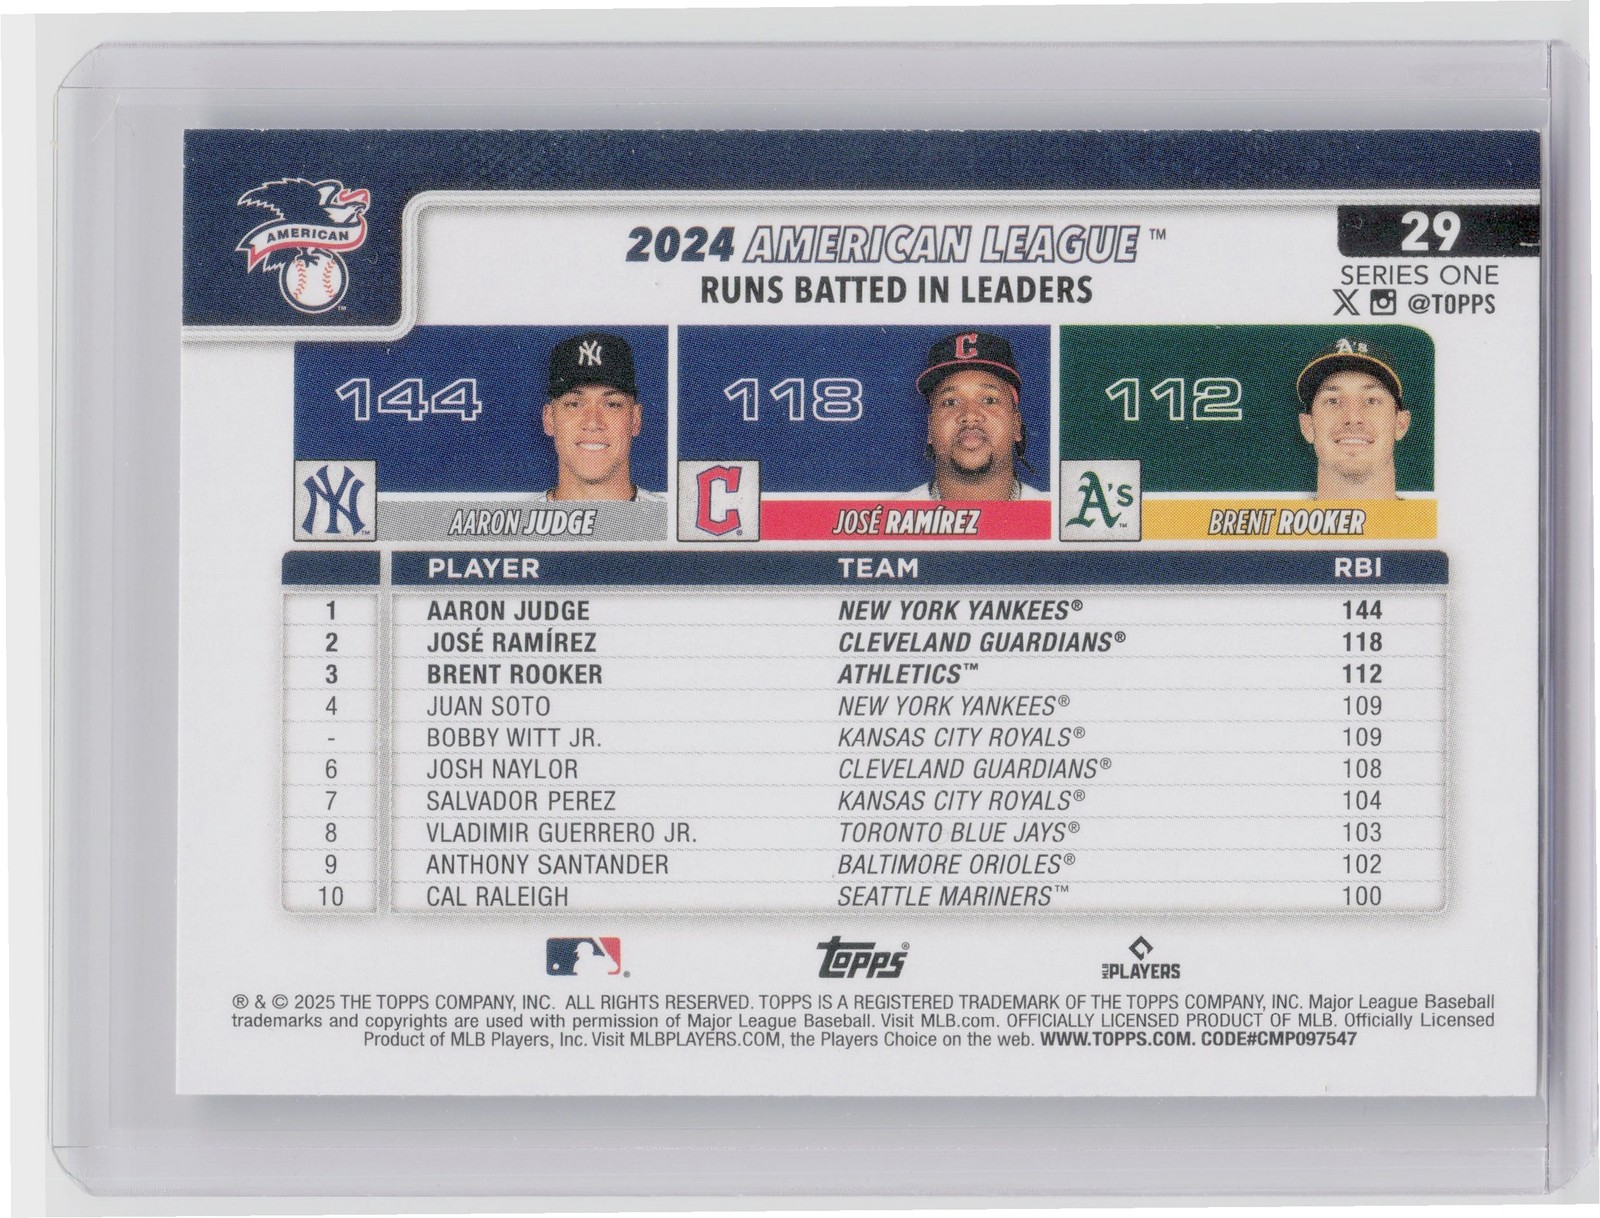 AMERICAN
™
29
2024 AMERICAN LEAGUE™
RUNS BATTED IN LEADERS
SERIES ONE
@TOPPS
144
NY
NY
™
AARON JUDGE
118
C
C
®
JOSÉ RAMÍREZ
112
A's
A's
™
BRENT ROOKER
PLAYER TEAM RBI
1 AARON JUDGE NEW YORK YANKEES® 144
2 JOSÉ RAMÍREZ CLEVELAND GUARDIANS® 118
3 BRENT ROOKER ATHLETICS™ 112
4 JUAN SOTO NEW YORK YANKEES® 109
- BOBBY WITT JR. KANSAS CITY ROYALS® 109
6 JOSH NAYLOR CLEVELAND GUARDIANS® 108
7 SALVADOR PEREZ KANSAS CITY ROYALS® 104
8 VLADIMIR GUERRERO JR. TORONTO BLUE JAYS® 103
9 ANTHONY SANTANDER BALTIMORE ORIOLES® 102
10 CAL RALEIGH SEATTLE MARINERS™ 100
® Topps® MLB PLAYERS
® & © 2025 THE TOPPS COMPANY, INC. ALL RIGHTS RESERVED. TOPPS IS A REGISTERED TRADEMARK OF THE TOPPS COMPANY, INC. Major League Baseball
trademarks and copyrights are used with permission of Major League Baseball. Visit MLB.com. OFFICIALLY LICENSED PRODUCT OF MLB. Officially Licensed
Product of MLB Players, Inc. Visit MLBPLAYERS.COM, the Players Choice on the web. WWW.TOPPS.COM. CODE#CMP097547